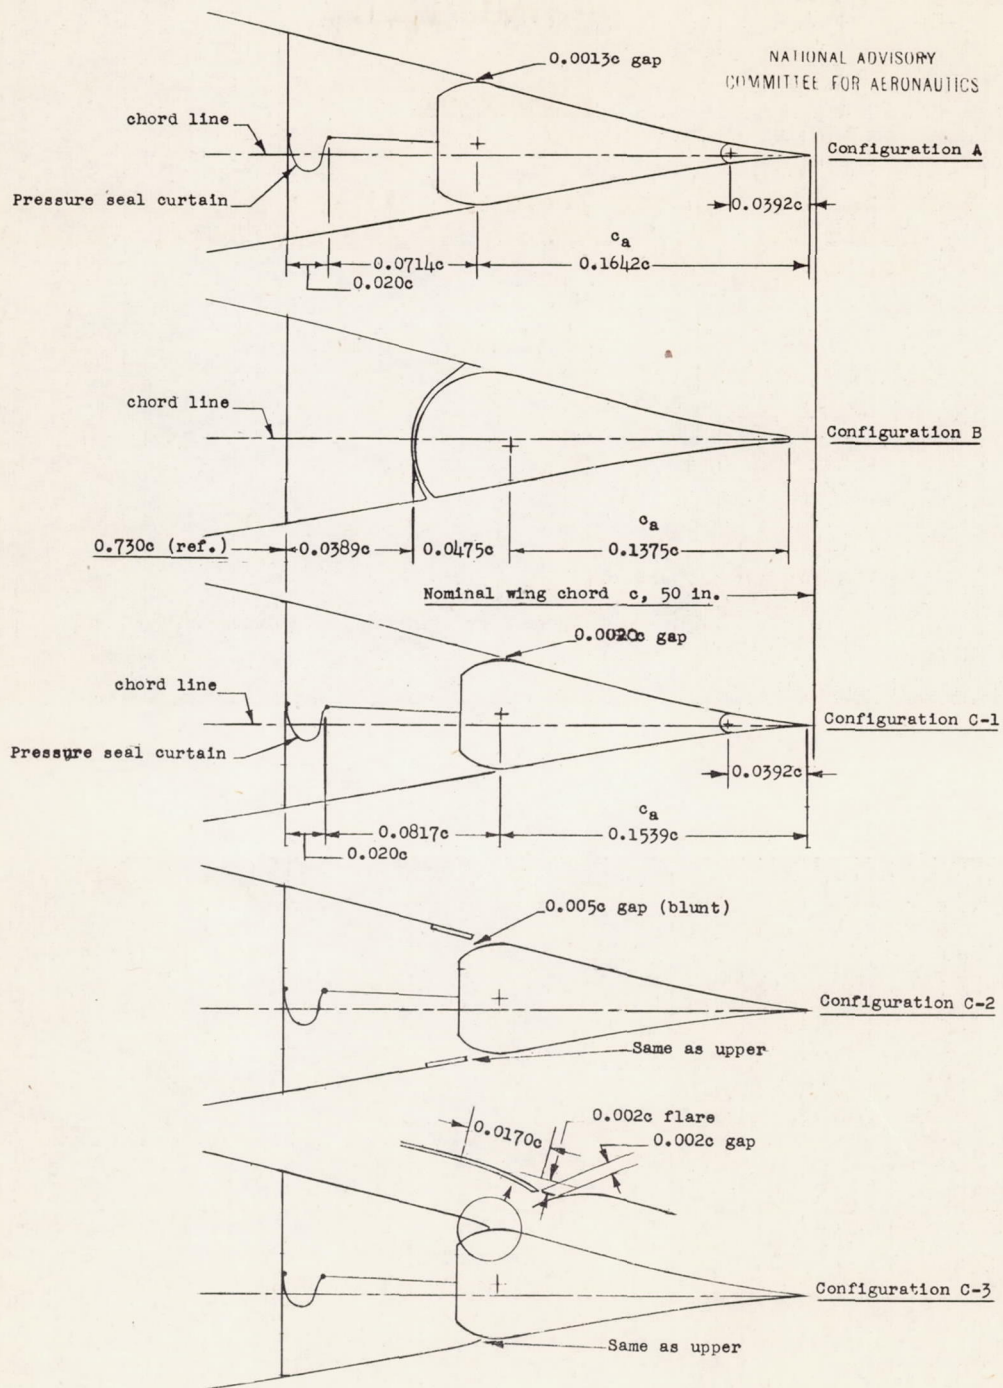 NATIONAL ADVISORY
COMMITTEE FOR AERONAUTICS
0.0013c gap
chord line
Pressure seal curtain
Configuration A
0.0392c
0.0714c
ca
0.1642c
0.020c
chord line
Configuration B
0.730c (ref.)
0.0389c
0.0475c
ca
0.1375c
Nominal wing chord c, 50 in.
0.0020c gap
chord line
Pressure seal curtain
Configuration C-1
0.0392c
0.0817c
ca
0.1539c
0.020c
0.005c gap (blunt)
Configuration C-2
Same as upper
0.0170c
0.002c flare
0.002c gap
Configuration C-3
Same as upper